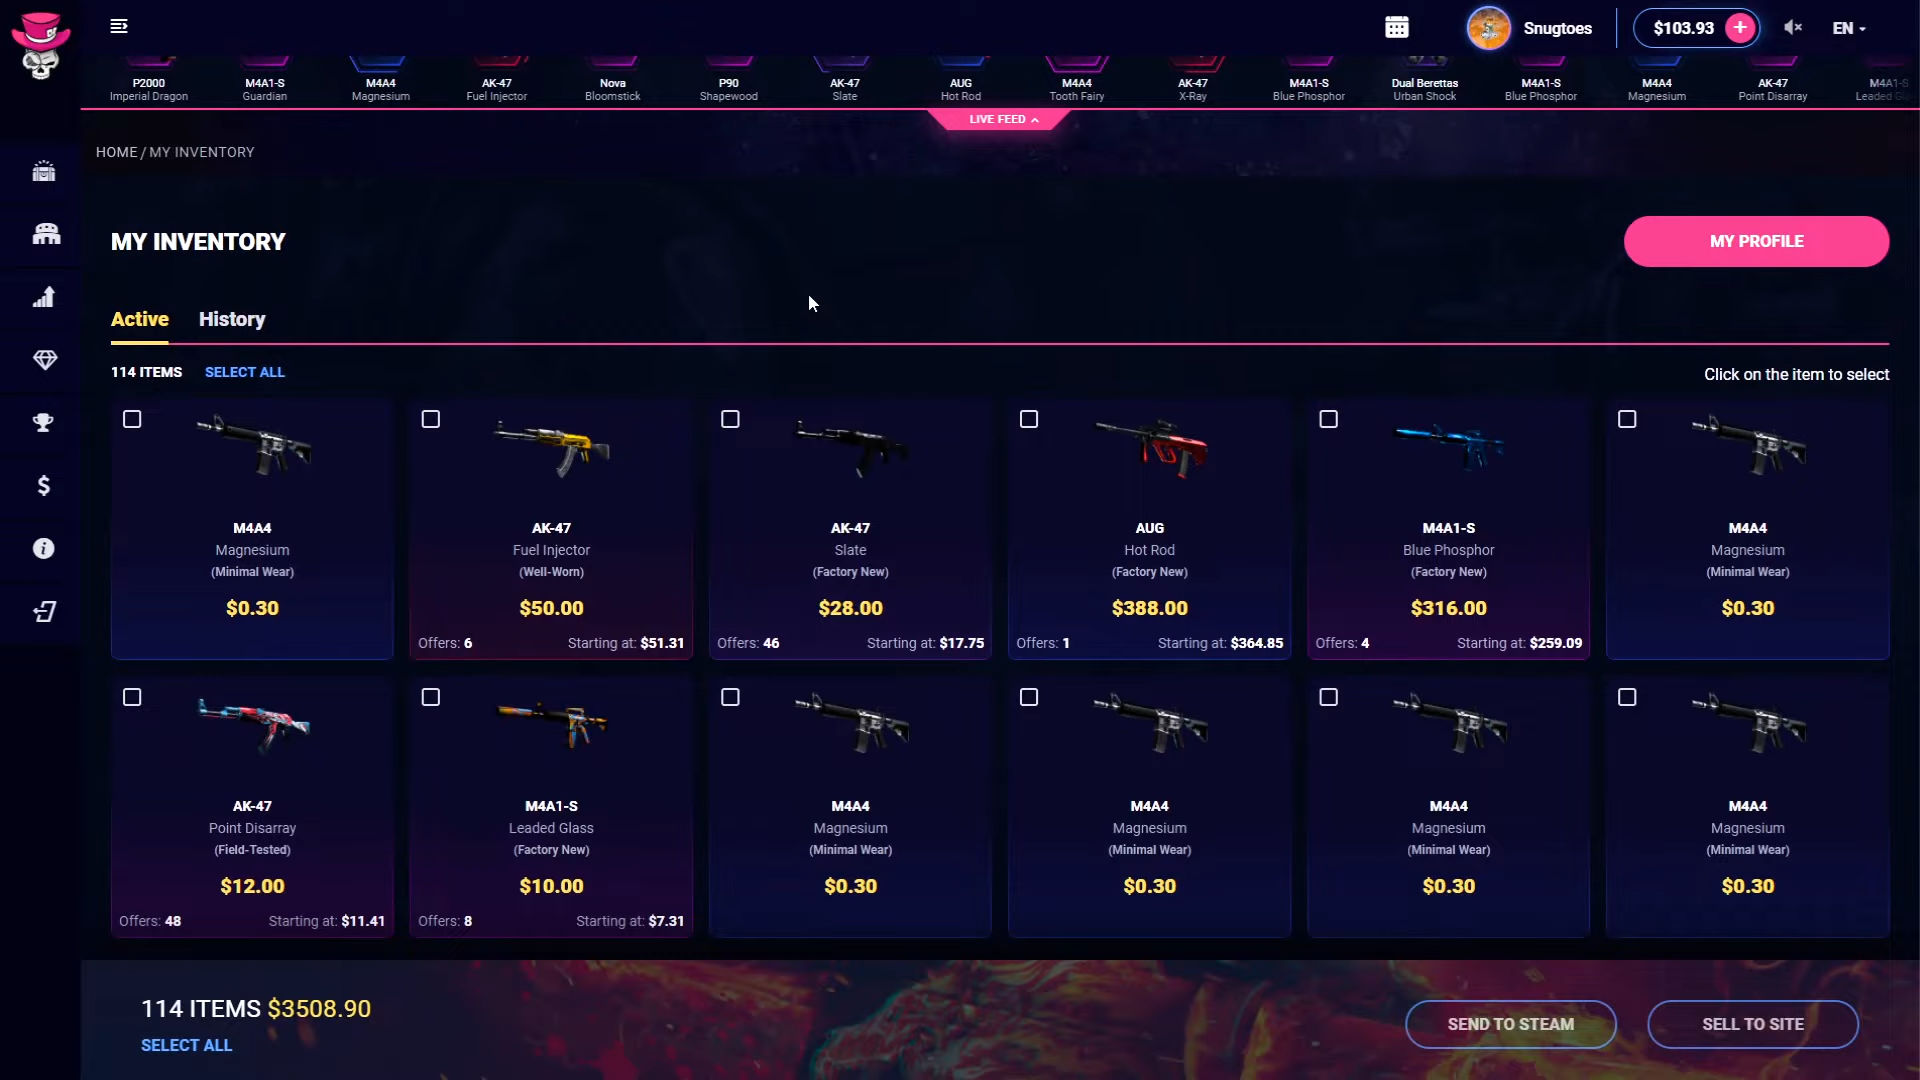 Snugtoes
$103.93
EN
P2000
Imperial Dragon
M4A1-S
Guardian
M4A4
Magnesium
AK-47
Fuel Injector
Nova
Bloomstick
P90
Shapewood
AK-47
Slate
AUG
Hot Rod
M4A4
Tooth Fairy
AK-47
X-Ray
M4A1-S
Blue Phosphor
Dual Berettas
Urban Shock
M4A1-S
Blue Phosphor
M4A4
Magnesium
AK-47
Point Disarray
M4A1-S
Leaded
LIVE FEED
HOME / MY INVENTORY
MY INVENTORY
MY PROFILE
Active
History
114 ITEMS
SELECT ALL
Click on the item to select
M4A4
Magnesium
(Minimal Wear)
$0.30
AK-47
Fuel Injector
(Well-Worn)
$50.00
Offers: 6
Starting at: $51.31
AK-47
Slate
(Factory New)
$28.00
Offers: 46
Starting at: $17.75
AUG
Hot Rod
(Factory New)
$388.00
Offers: 1
Starting at: $364.85
M4A1-S
Blue Phosphor
(Factory New)
$316.00
Offers: 4
Starting at: $259.09
M4A4
Magnesium
(Minimal Wear)
$0.30
AK-47
Point Disarray
(Field-Tested)
$12.00
Offers: 48
Starting at: $11.41
M4A1-S
Leaded Glass
(Factory New)
$10.00
Offers: 8
Starting at: $7.31
M4A4
Magnesium
(Minimal Wear)
$0.30
M4A4
Magnesium
(Minimal Wear)
$0.30
M4A4
Magnesium
(Minimal Wear)
$0.30
M4A4
Magnesium
(Minimal Wear)
$0.30
114 ITEMS $3508.90
SELECT ALL
SEND TO STEAM
SELL TO SITE